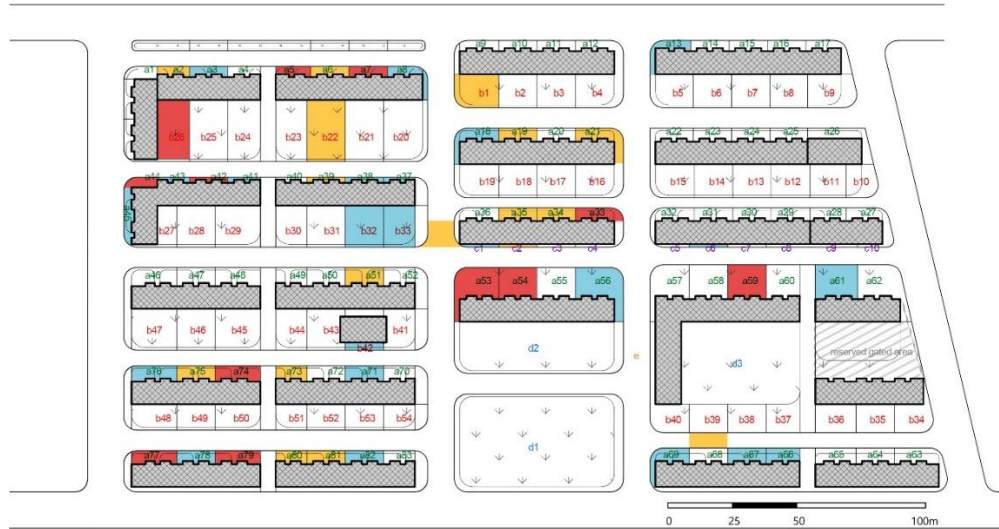 a9 a10 a11 a12
a13 a14 a15 a16 a17
a1 a2 a3 a4
a5 a6 a7 a8
b1 b2 b3 b4
b5 b6 b7 b8 b9
b26 b25 b24
b23 b22 b21 b20
a18 a19 a20 a21
a22 a23 a24 a25 a26
a44 a43 a42 a41
a40 a39 a38 a37
b19 b18 b17 b16
b15 b14 b13 b12 b11 b10
a45
b27 b28 b29
b30 b31 b32 b33
a36 a35 a34 a33
a32 a31 a30 a29 a28 a27
c1 c2 c3 c4
c5 c6 c7 c8 c9 c10
a46 a47 a48
a49 a50 a51 a52
a53 a54 a55 a56
a57 a58 a59 a60
a61 a62
b47 b46 b45
b44 b43 b41
b42
d2
e
d3
reserved gated area
a76 a75 a74
a73 a72 a71 a70
b48 b49 b50
b51 b52 b53 b54
b40 b39 b38 b37
b36 b35 b34
d1
a77 a78 a79
a80 a81 a82 a83
a69 a68 a67 a66
a65 a64 a63
0 25 50 100m